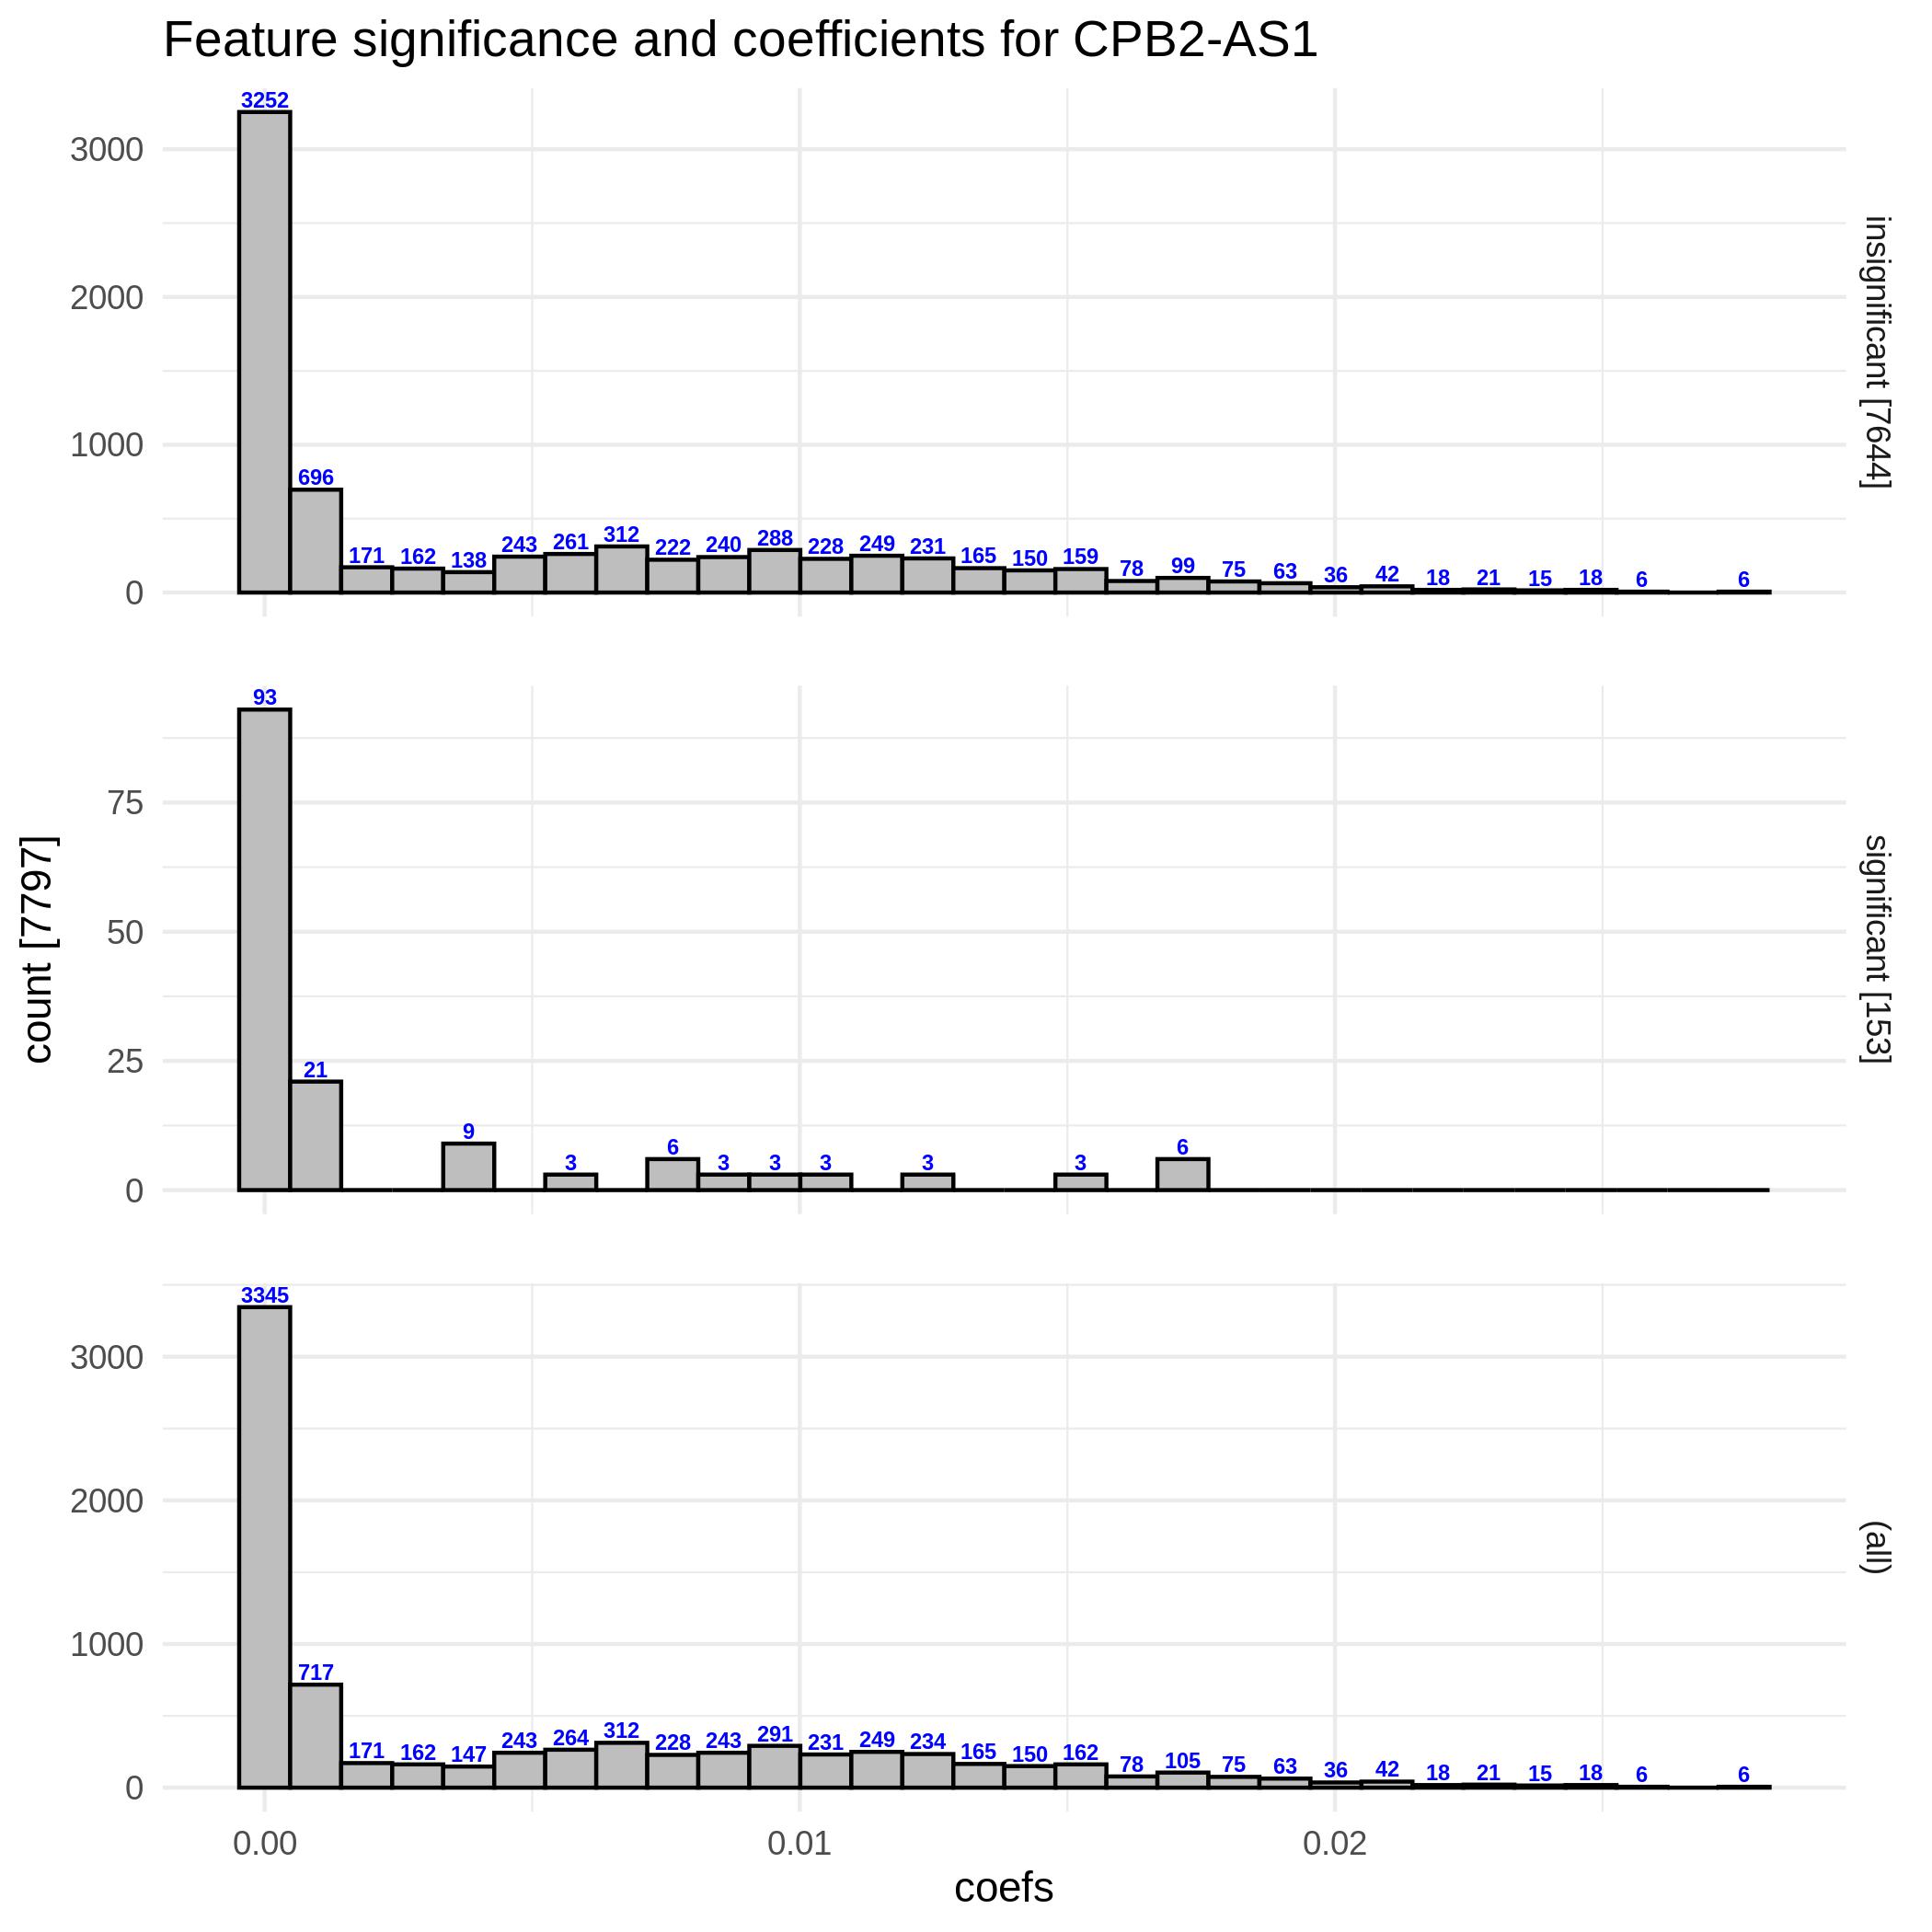 Feature significance and coefficients for CPB2-AS1
3252
3000
2000
1000
0
696
171 162 138 243 261 312 222 240 288 228 249 231 165 150 159 78 99 75 63 36 42 18 21 15 18 6 6
insignificant [7644]
count [7797]
93
75
50
25
0
21
9 3 6 3 3 3 3 3 6
significant [153]
3345
3000
2000
1000
0
717
171 162 147 243 264 312 228 243 291 231 249 234 165 150 162 78 105 75 63 36 42 18 21 15 18 6 6
(all)
0.00 0.01 0.02
coefs